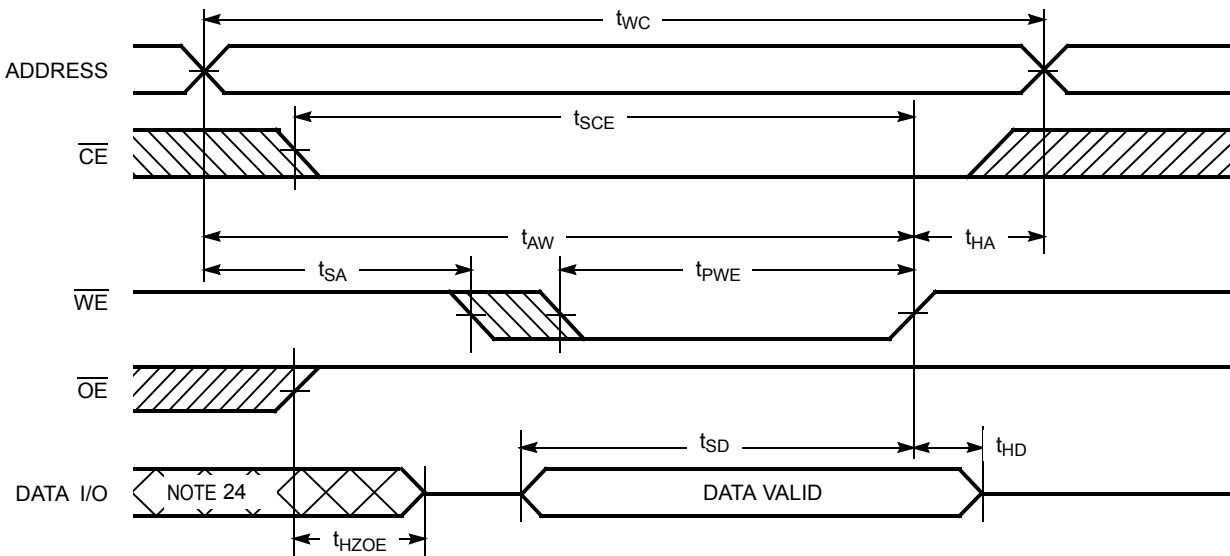 tWC
ADDRESS
tSCE
CE
tAW
tHA
tSA
tPWE
WE
OE
tSD
tHD
DATA I/O
NOTE 24
DATA VALID
tHZOE